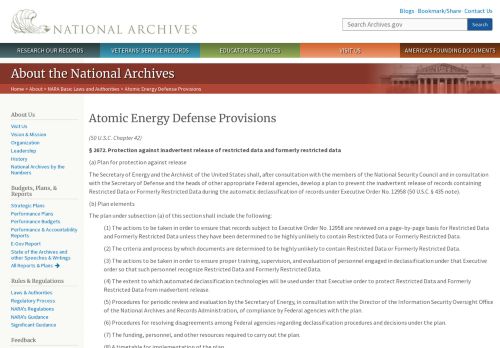 NATIONAL ARCHIVES
Blogs · Bookmark/Share · Contact Us
Search Archives.gov
Search
RESEARCH OUR RECORDS
VETERANS' SERVICE RECORDS
EDUCATOR RESOURCES
VISIT US
AMERICA'S FOUNDING DOCUMENTS
About the National Archives
Home > About > NARA Basic Laws and Authorities > Atomic Energy Defense Provisions
About Us
Visit Us
Vision & Mission
Organization
Leadership
History
National Archives by the
Numbers
Budgets, Plans, &
Reports
Strategic Plans
Performance Plans
Performance Budgets
Performance & Accountability
Reports
E-Gov Report
State of the Archives and
other Speeches & Writings
All Reports & Plans
Rules & Regulations
Laws & Authorities
Regulatory Process
NARA's Regulations
NARA's Guidance
Significant Guidance
Feedback
Atomic Energy Defense Provisions
(50 U.S.C. Chapter 42)
§ 2672. Protection against inadvertent release of restricted data and formerly restricted data
(a) Plan for protection against release
The Secretary of Energy and the Archivist of the United States shall, after consultation with the members of the National Security Council and in consultation
with the Secretary of Defense and the heads of other appropriate Federal agencies, develop a plan to prevent the inadvertent release of records containing
Restricted Data or Formerly Restricted Data during the automatic declassification of records under Executive Order No. 12958 (50 U.S.C. § 435 note).
(b) Plan elements
The plan under subsection (a) of this section shall include the following:
(1) The actions to be taken in order to ensure that records subject to Executive Order No. 12958 are reviewed on a page-by-page basis for Restricted Data
and Formerly Restricted Data unless they have been determined to be highly unlikely to contain Restricted Data or Formerly Restricted Data.
(2) The criteria and process by which documents are determined to be highly unlikely to contain Restricted Data or Formerly Restricted Data.
(3) The actions to be taken in order to ensure proper training, supervision, and evaluation of personnel engaged in declassification under that Executive
order so that such personnel recognize Restricted Data and Formerly Restricted Data.
(4) The extent to which automated declassification technologies will be used under that Executive order to protect Restricted Data and Formerly Restricted
Data from inadvertent release.
(5) Procedures for periodic review and evaluation by the Secretary of Energy, in consultation with the Director of the Information Security Oversight Office
of the National Archives and Records Administration, of compliance by Federal agencies with the plan.
(6) Procedures for resolving disagreements among Federal agencies regarding declassification procedures and decisions under the plan.
(7) The funding, personnel, and other resources required to carry out the plan.
(8) A timetable for implementation of the plan.